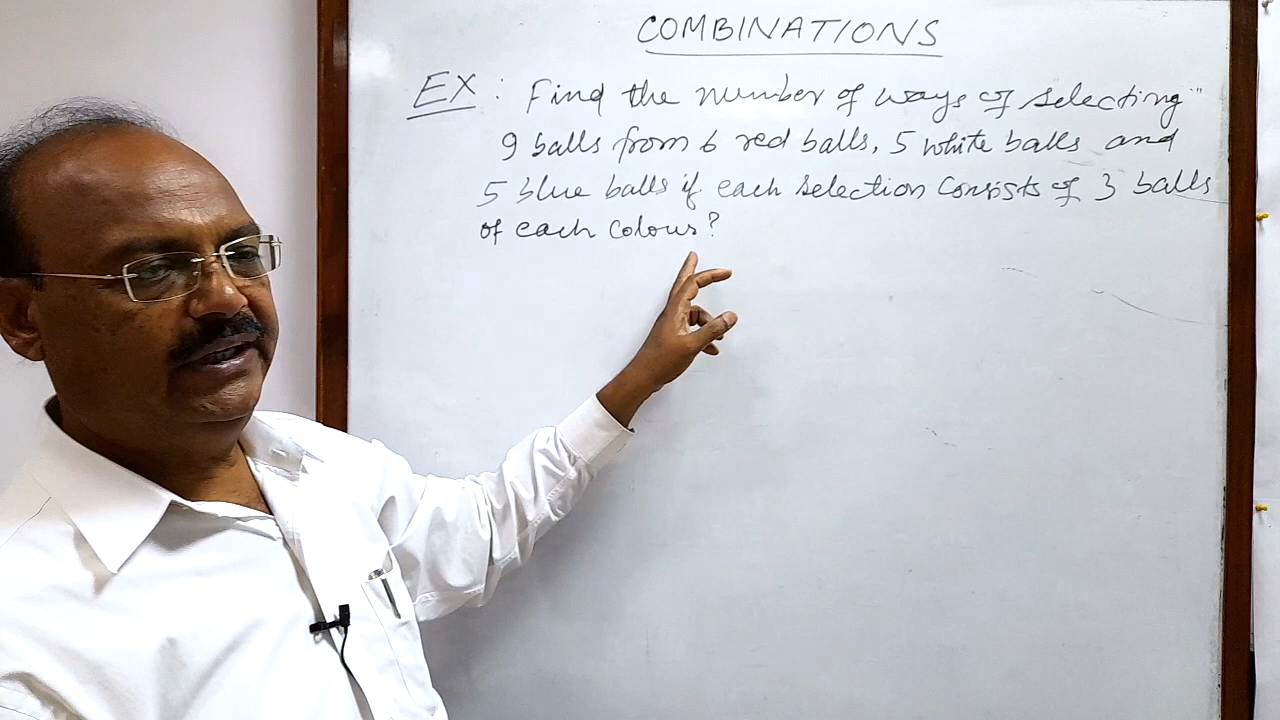 COMBINATIONS
EX : Find the number of ways of selecting
9 balls from 6 red balls, 5 white balls and
5 blue balls if each selection consists of 3 balls
of each colour?